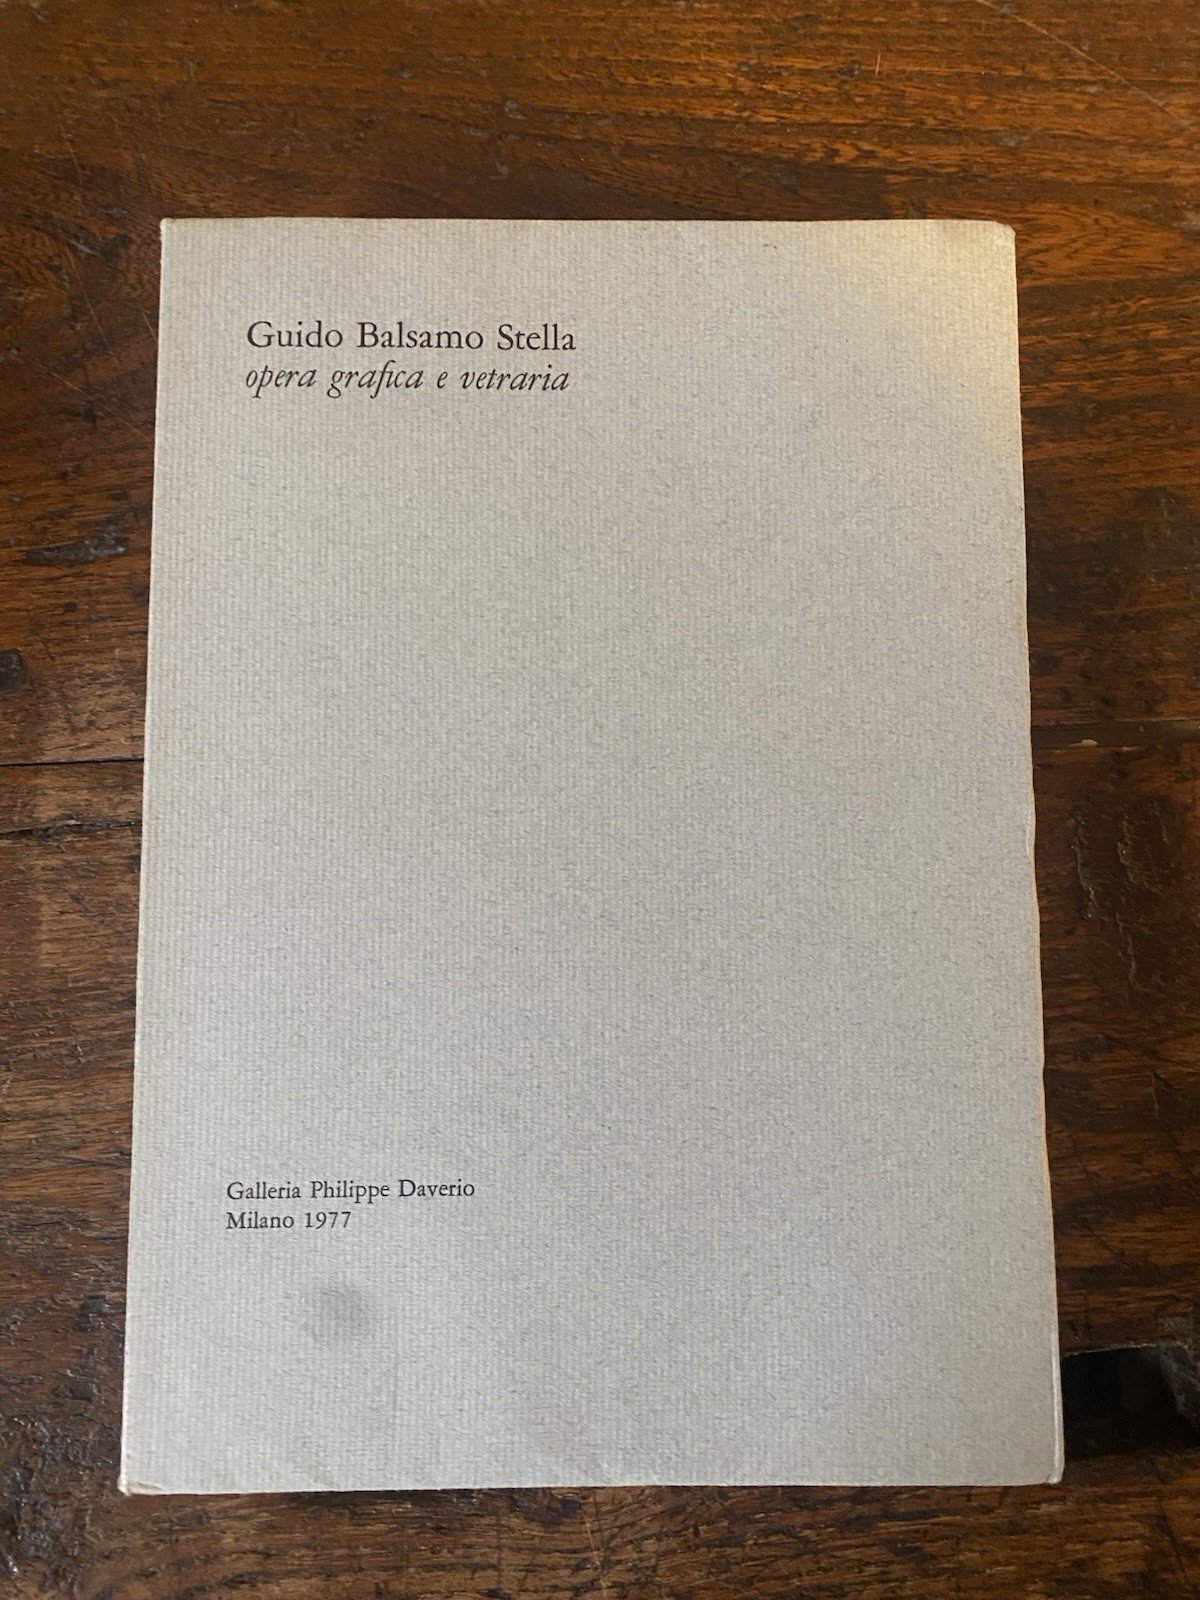 Guido Balsamo Stella
opera grafica e vetraria
Galleria Philippe Daverio
Milano 1977